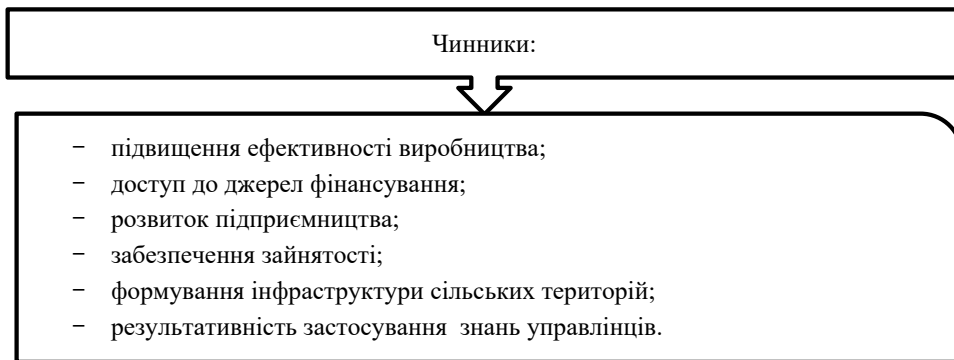 Чинники:
− підвищення ефективності виробництва;
− доступ до джерел фінансування;
− розвиток підприємництва;
− забезпечення зайнятості;
− формування інфраструктури сільських територій;
− результативність застосування  знань управлінців.